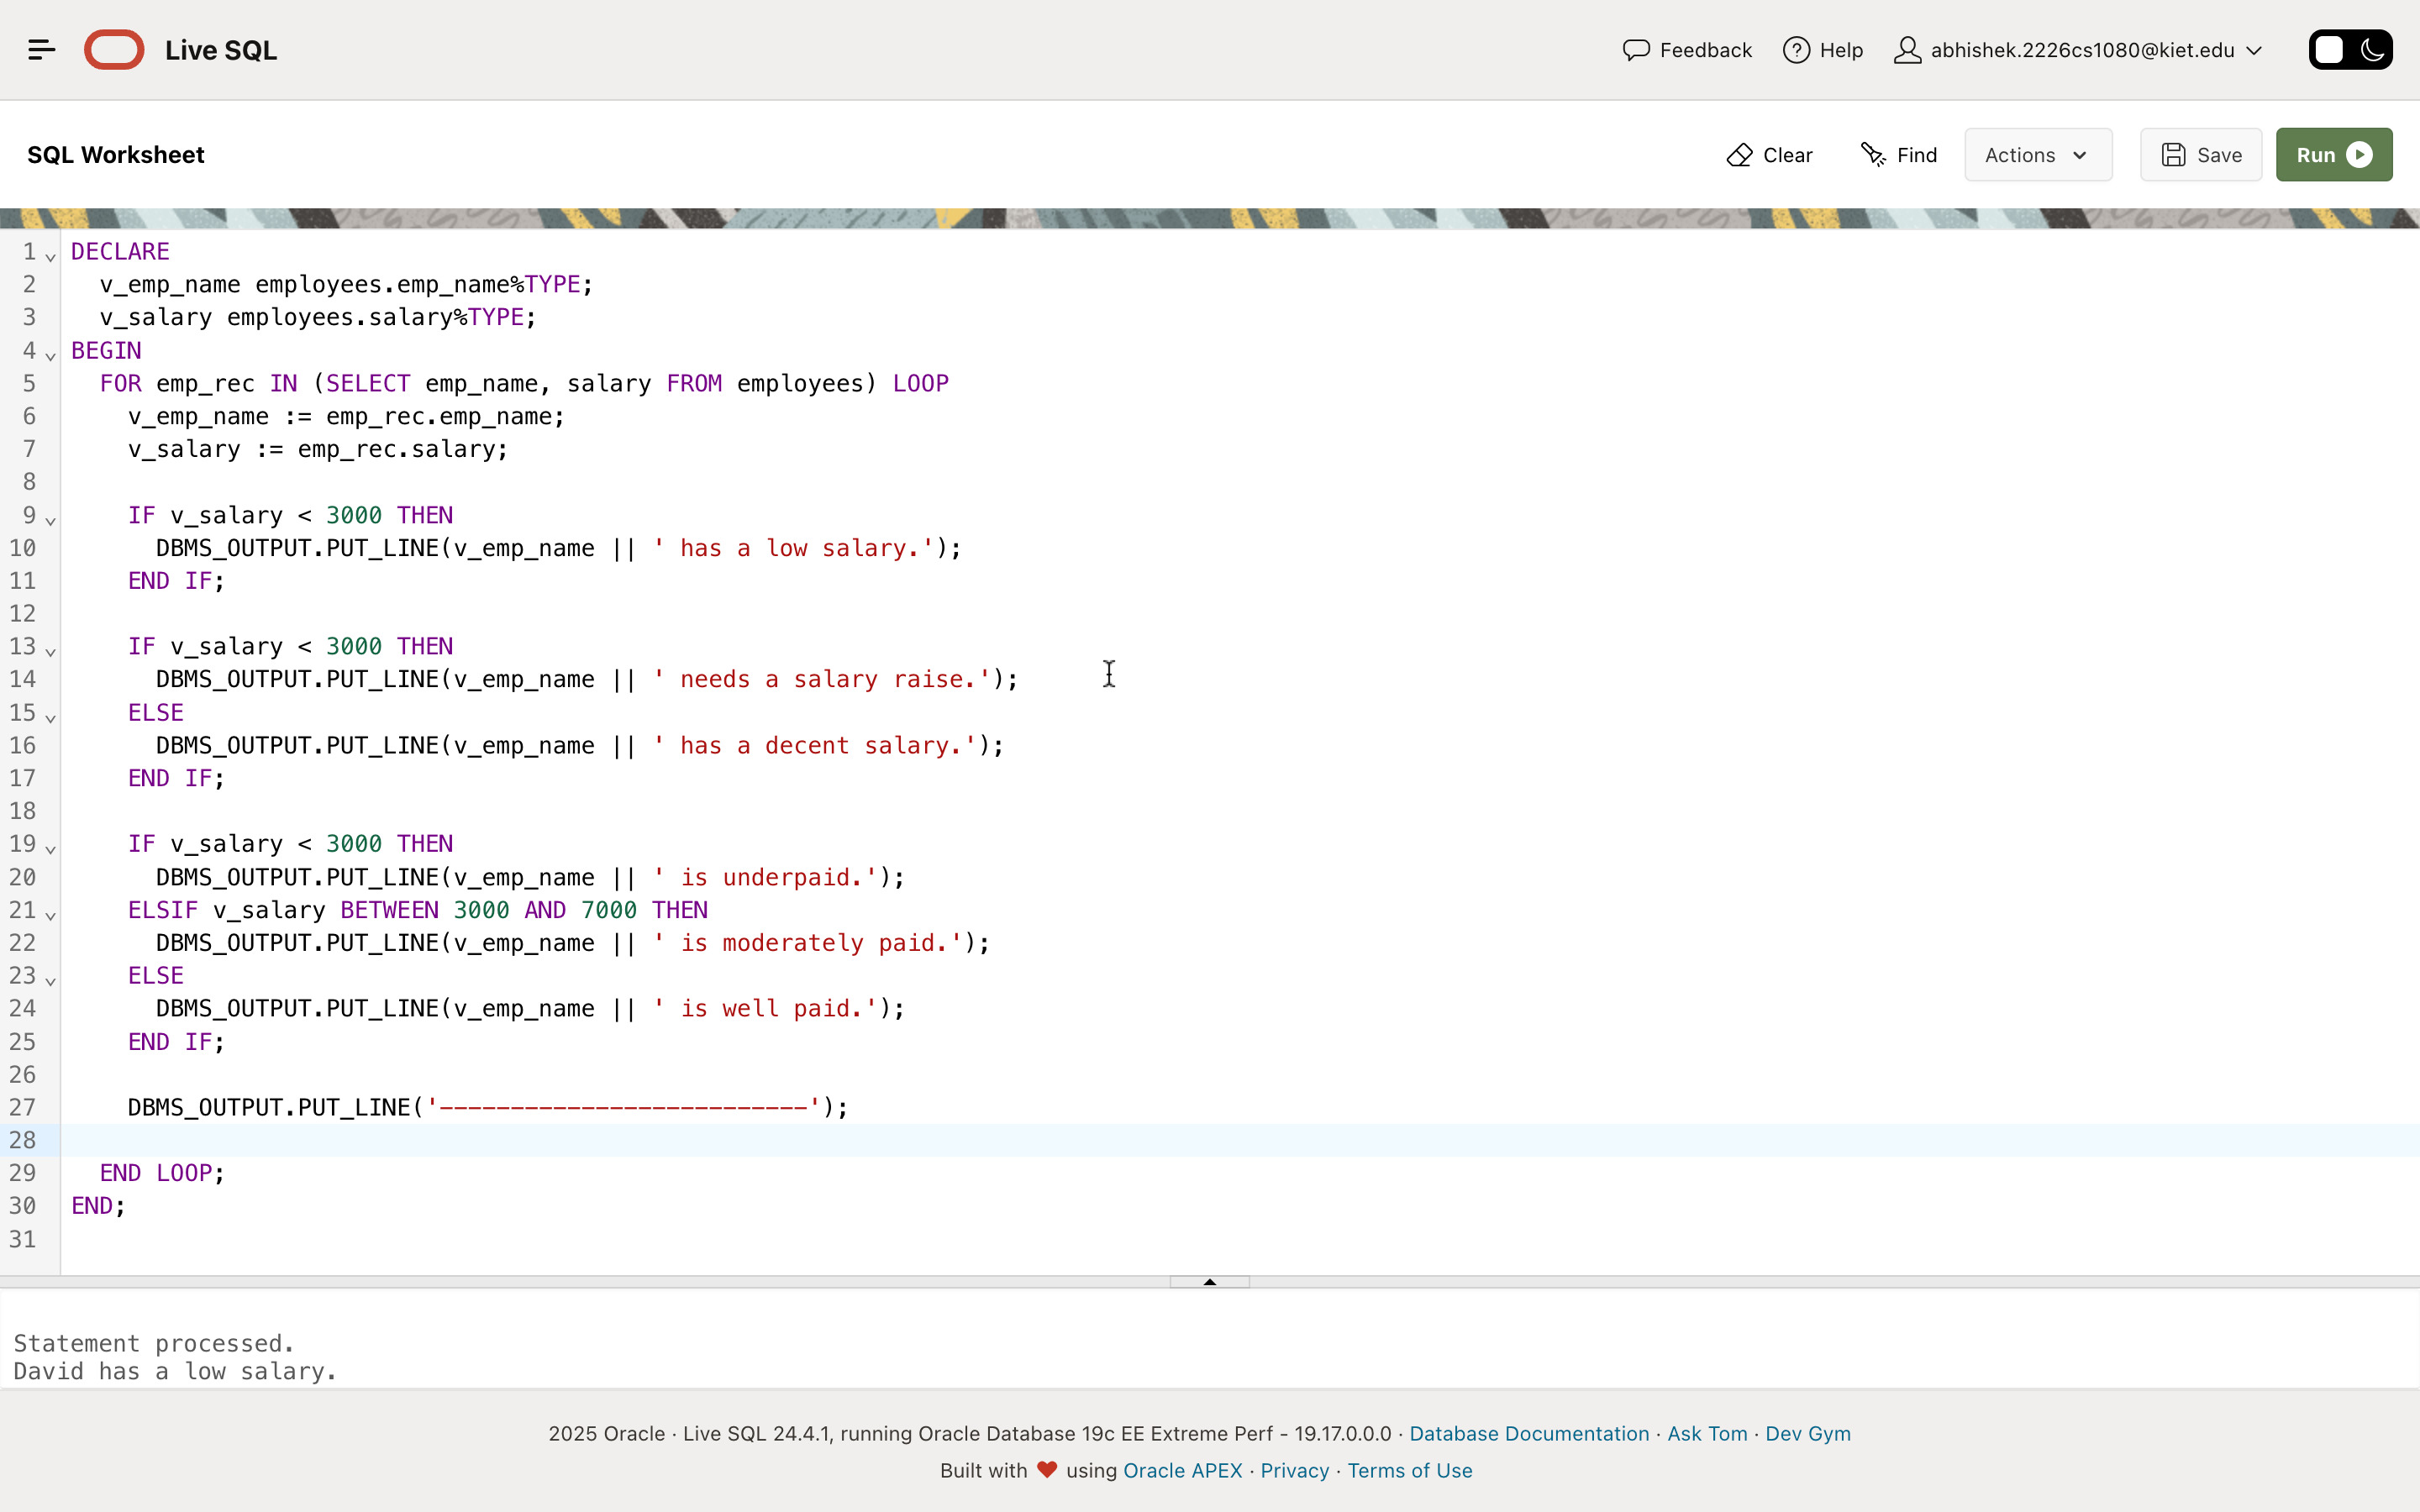 Live SQL
Feedback
Help
abhishek.2226cs1080@kiet.edu
SQL Worksheet
Clear
Find
Actions
Save
Run
1 DECLARE
2   v_emp_name employees.emp_name%TYPE;
3   v_salary employees.salary%TYPE;
4 BEGIN
5   FOR emp_rec IN (SELECT emp_name, salary FROM employees) LOOP
6     v_emp_name := emp_rec.emp_name;
7     v_salary := emp_rec.salary;
8
9     IF v_salary < 3000 THEN
10       DBMS_OUTPUT.PUT_LINE(v_emp_name || ' has a low salary.');
11     END IF;
12
13     IF v_salary < 3000 THEN
14       DBMS_OUTPUT.PUT_LINE(v_emp_name || ' needs a salary raise.');
15     ELSE
16       DBMS_OUTPUT.PUT_LINE(v_emp_name || ' has a decent salary.');
17     END IF;
18
19     IF v_salary < 3000 THEN
20       DBMS_OUTPUT.PUT_LINE(v_emp_name || ' is underpaid.');
21     ELSIF v_salary BETWEEN 3000 AND 7000 THEN
22       DBMS_OUTPUT.PUT_LINE(v_emp_name || ' is moderately paid.');
23     ELSE
24       DBMS_OUTPUT.PUT_LINE(v_emp_name || ' is well paid.');
25     END IF;
26
27     DBMS_OUTPUT.PUT_LINE('--------------------------');
28
29   END LOOP;
30 END;
31
Statement processed.
David has a low salary.
2025 Oracle · Live SQL 24.4.1, running Oracle Database 19c EE Extreme Perf - 19.17.0.0.0 · Database Documentation · Ask Tom · Dev Gym
Built with ❤ using Oracle APEX · Privacy · Terms of Use